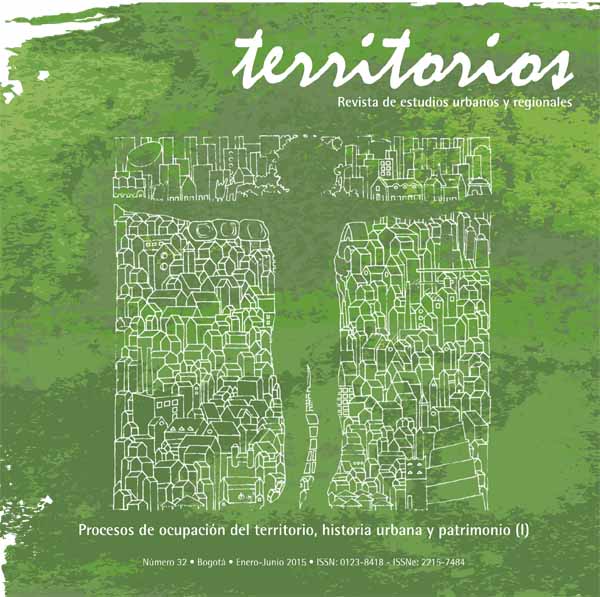 territorios
Revista de estudios urbanos y regionales
Procesos de ocupación del territorio, historia urbana y patrimonio (I)
Número 32 • Bogotá • Enero-Junio 2015 • ISSN: 0123-8418 - ISSNe: 2215-7484